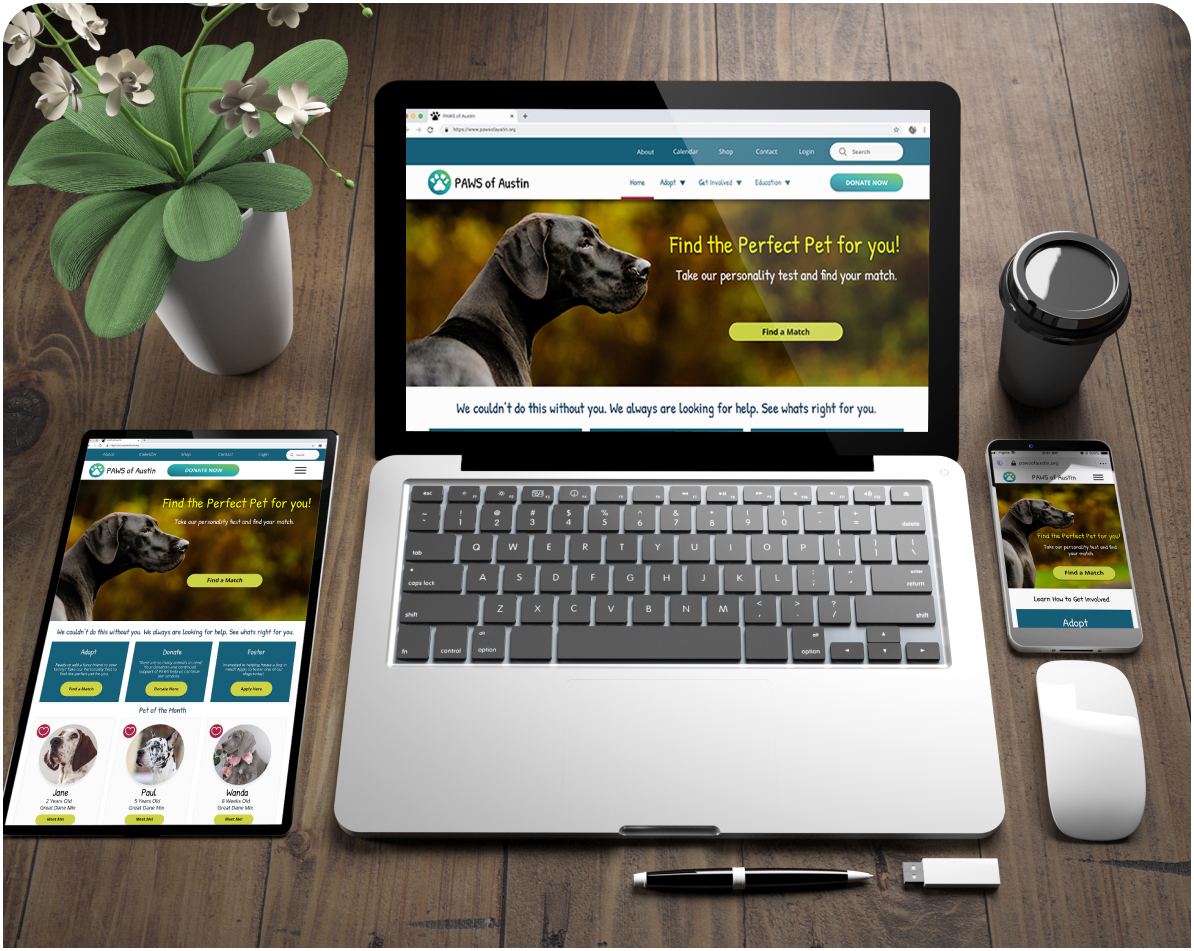 PAWS of Austin
https://www.pawsofaustin.org
About Calendar Shop Contact Login Search
PAWS of Austin
Home Adopt Get Involved Education DONATE NOW
Find the Perfect Pet for you!
Take our personality test and find your match.
Find a Match
We couldn't do this without you. We always are looking for help. See whats right for you.
About Calendar Shop Contact Login Search
PAWS of Austin DONATE NOW
Find the Perfect Pet for you!
Take our personality test and find your match.
Find a Match
We couldn't do this without you. We always are looking for help. See whats right for you.
Adopt Donate Foster
Find a Match Donate Here Apply Here
Pet of the Month
Jane Paul Wanda
2 Years Old 5 Years Old 8 Weeks Old
Great Dane Mix Great Dane Mix Great Dane Mix
Meet Me! Meet Me! Meet Me!
pawsofaustin.org
PAWS of Austin
Find the Perfect Pet for you!
Take our personality test and find
your match.
Find a Match
Learn How to Get Involved
Adopt
esc
~ ! @ # $ % ^ & * ( ) _ +
1 2 3 4 5 6 7 8 9 0 - = delete
tab Q W E R T Y U I O P { } |
[ ] \
caps lock A S D F G H J K L : " enter
; ' return
shift Z X C V B N M < > ? shift
, . /
fn control alt option alt option